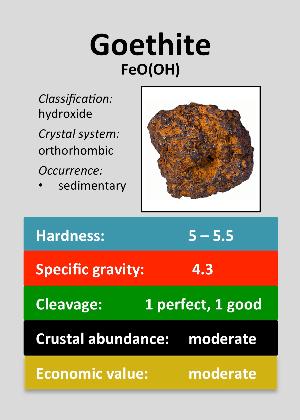 Goethite
FeO(OH)
Classification:
hydroxide
Crystal system:
orthorhombic
Occurrence:
• sedimentary
Hardness: 5 – 5.5
Specific gravity: 4.3
Cleavage: 1 perfect, 1 good
Crustal abundance: moderate
Economic value: moderate